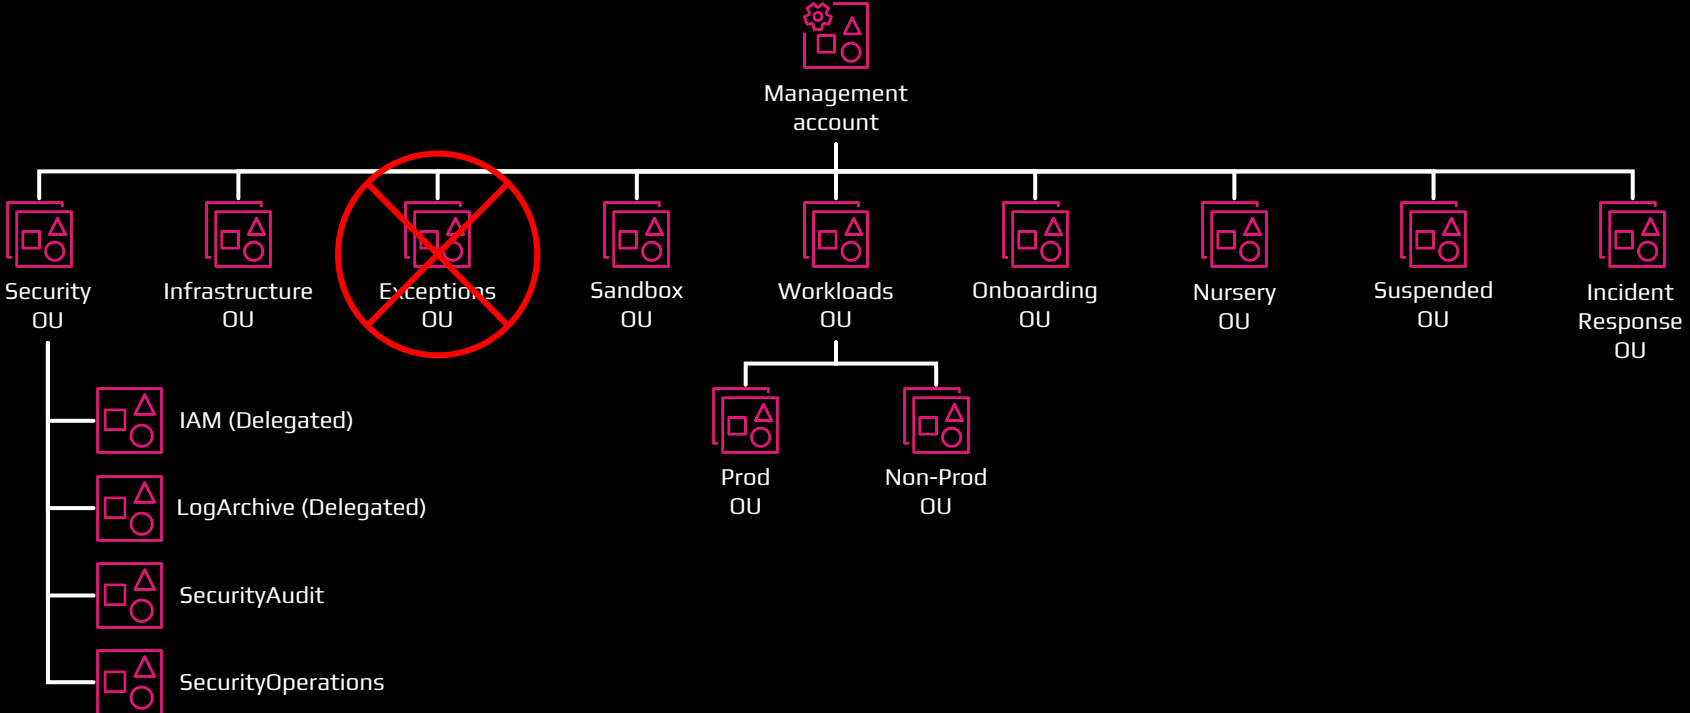 Management
account
Security
OU
Infrastructure
OU
Exceptions
OU
Sandbox
OU
Workloads
OU
Onboarding
OU
Nursery
OU
Suspended
OU
Incident
Response
OU
IAM (Delegated)
LogArchive (Delegated)
SecurityAudit
SecurityOperations
Prod
OU
Non-Prod
OU